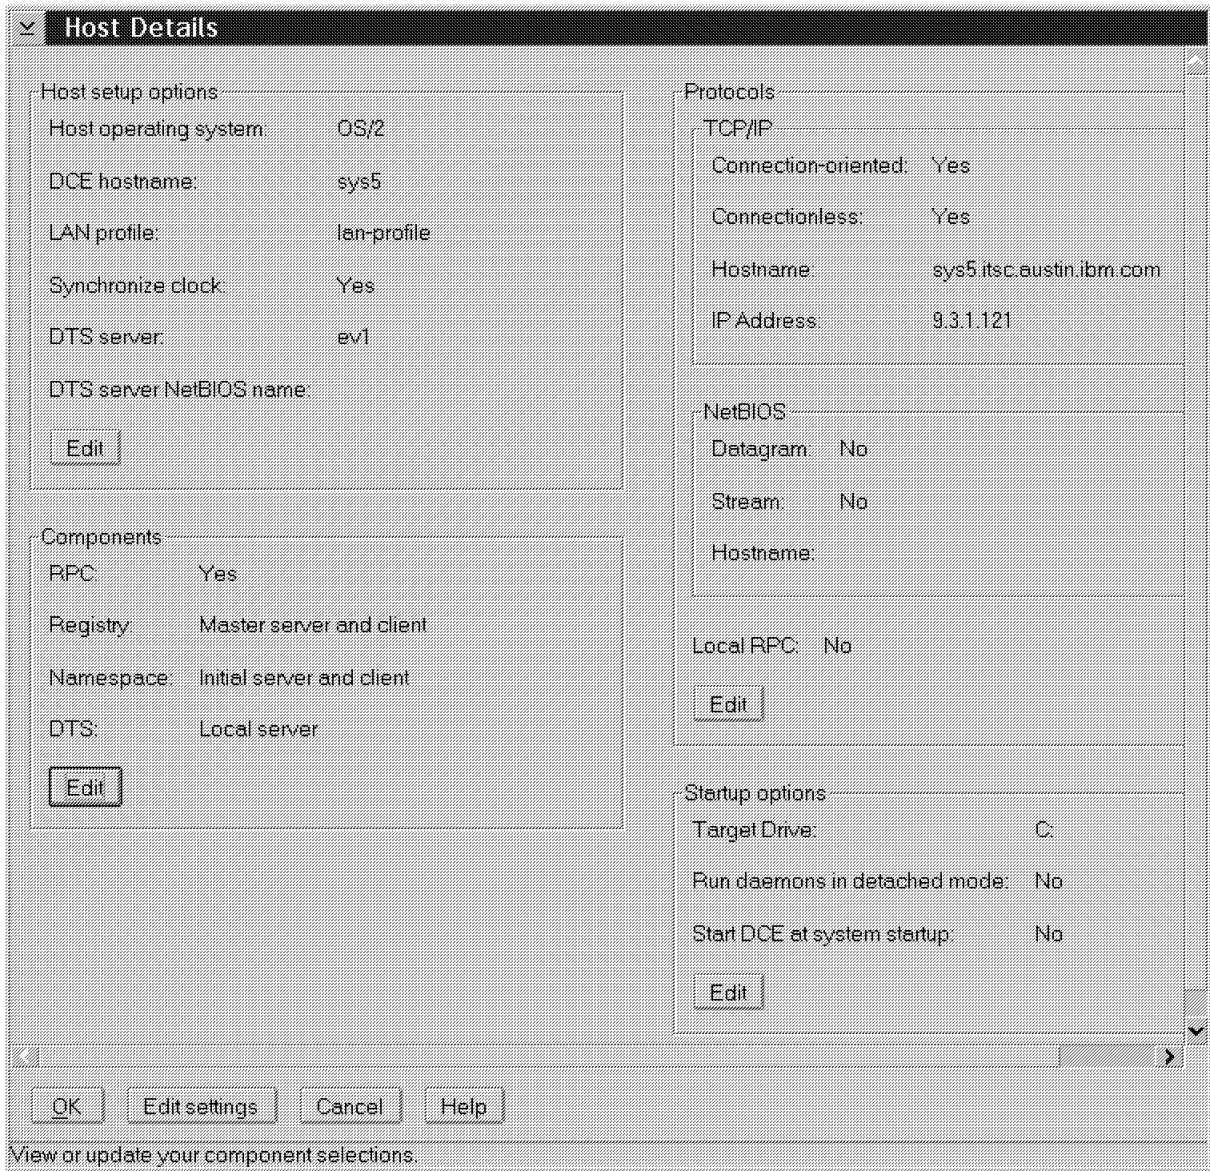 Host Details
Host setup options
Host operating system: OS/2
DCE hostname: sys5
LAN profile: lan-profile
Synchronize clock: Yes
DTS server: ev1
DTS server NetBIOS name:
Edit
Components
RPC: Yes
Registry: Master server and client
Namespace: Initial server and client
DTS: Local server
Edit
Protocols
TCP/IP
Connection-oriented: Yes
Connectionless: Yes
Hostname: sys5.itsc.austin.ibm.com
IP Address: 9.3.1.121
NetBIOS
Datagram: No
Stream: No
Hostname:
Local RPC: No
Edit
Startup options
Target Drive: C:
Run daemons in detached mode: No
Start DCE at system startup: No
Edit
OK Edit settings Cancel Help
View or update your component selections.